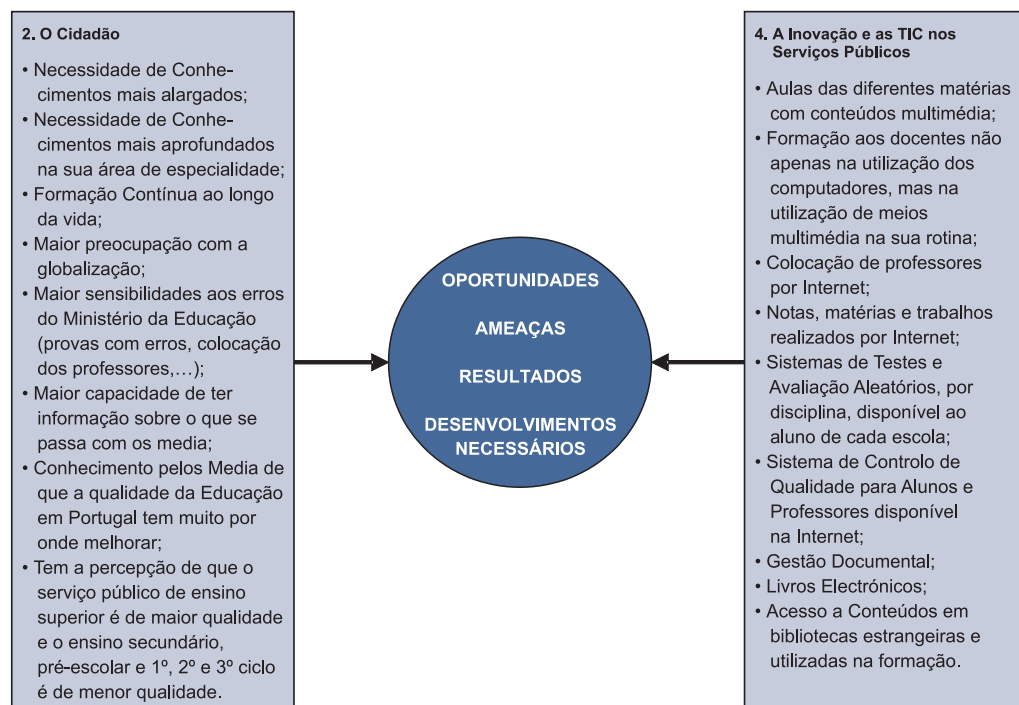 2. O Cidadão
• Necessidade de Conhe-
cimentos mais alargados;
• Necessidade de Conhe-
cimentos mais aprofundados
na sua área de especialidade;
• Formação Contínua ao longo
da vida;
• Maior preocupação com a
globalização;
• Maior sensibilidades aos erros
do Ministério da Educação
(provas com erros, colocação
dos professores,…);
• Maior capacidade de ter
informação sobre o que se
passa com os media;
• Conhecimento pelos Media de
que a qualidade da Educação
em Portugal tem muito por
onde melhorar;
• Tem a percepção de que o
serviço público de ensino
superior é de maior qualidade
e o ensino secundário,
pré-escolar e 1º, 2º e 3º ciclo
é de menor qualidade.
OPORTUNIDADES
AMEAÇAS
RESULTADOS
DESENVOLVIMENTOS
NECESSÁRIOS
4. A Inovação e as TIC nos
Serviços Públicos
• Aulas das diferentes matérias
com conteúdos multimédia;
• Formação aos docentes não
apenas na utilização dos
computadores, mas na
utilização de meios
multimédia na sua rotina;
• Colocação de professores
por Internet;
• Notas, matérias e trabalhos
realizados por Internet;
• Sistemas de Testes e
Avaliação Aleatórios, por
disciplina, disponível ao
aluno de cada escola;
• Sistema de Controlo de
Qualidade para Alunos e
Professores disponível
na Internet;
• Gestão Documental;
• Livros Electrónicos;
• Acesso a Conteúdos em
bibliotecas estrangeiras e
utilizadas na formação.